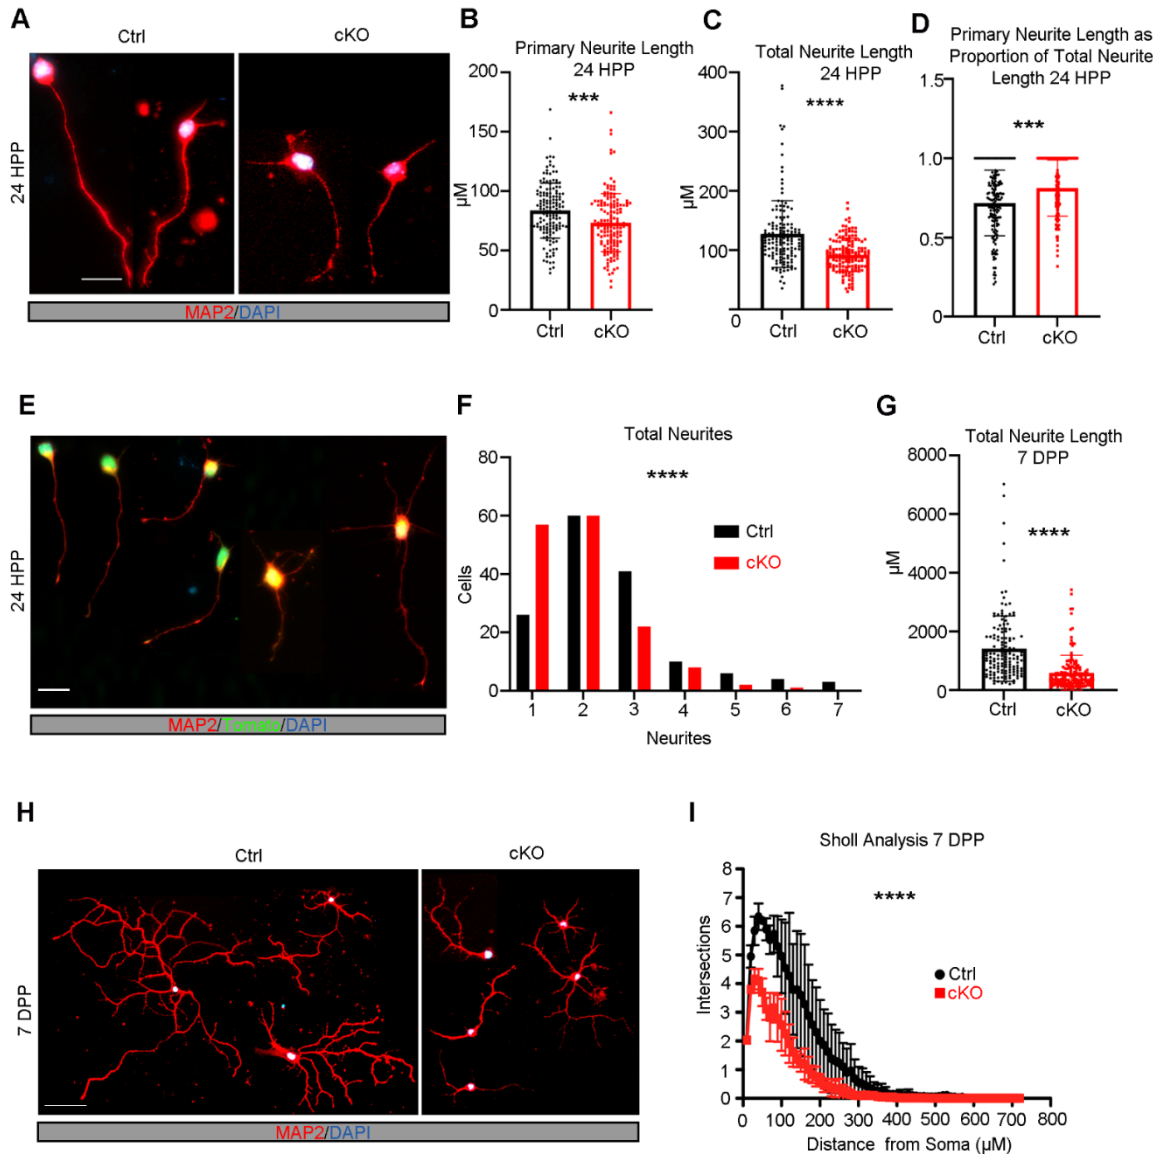 A
Ctrl
cKO
24 HPP
MAP2/DAPI
B
Primary Neurite Length
24 HPP
200
150
100
50
0
µM
***
Ctrl
cKO
C
Total Neurite Length
24 HPP
400
300
200
100
0
µM
****
Ctrl
cKO
D
Primary Neurite Length as
Proportion of Total Neurite
Length 24 HPP
1.5
1.0
0.5
0
***
Ctrl
cKO
E
24 HPP
MAP2/Tomato/DAPI
F
Total Neurites
80
60
40
20
0
Cells
****
Ctrl
cKO
1 2 3 4 5 6 7
Neurites
G
Total Neurite Length
7 DPP
8000
6000
4000
2000
0
µM
****
Ctrl
cKO
H
Ctrl
cKO
7 DPP
MAP2/DAPI
I
Sholl Analysis 7 DPP
8
7
6
5
4
3
2
1
0
Intersections
****
Ctrl
cKO
0 100 200 300 400 500 600 700 800
Distance from Soma (µM)